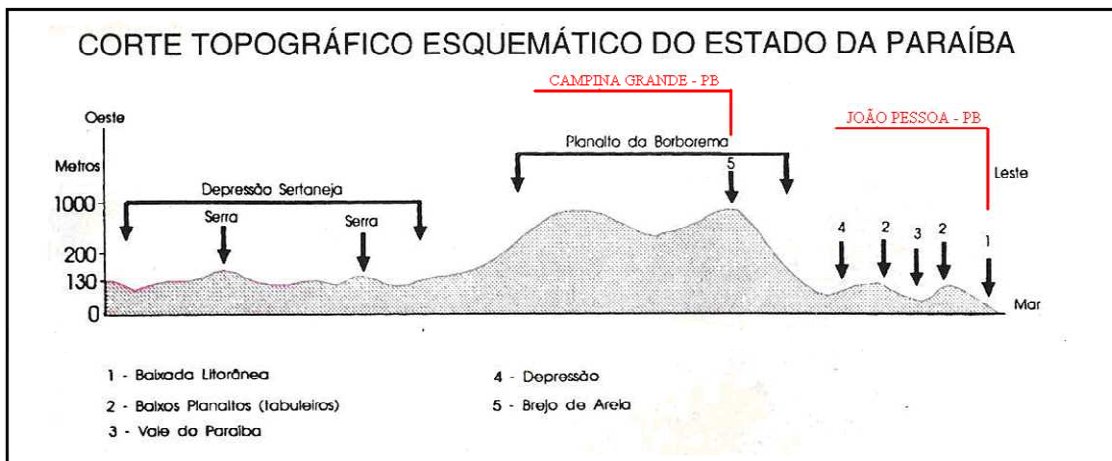 CORTE TOPOGRÁFICO ESQUEMÁTICO DO ESTADO DA PARAÍBA
CAMPINA GRANDE - PB
JOÃO PESSOA - PB
Oeste
Metros
1000
200
130
0
Depressão Sertaneja
Serra
Serra
Planalto da Borborema
5
4
2
3
2
1
Leste
Mar
1 - Baixada Litorânea
2 - Baixos Planaltos (tabuleiros)
3 - Vale do Paraíba
4 - Depressão
5 - Brejo de Areia